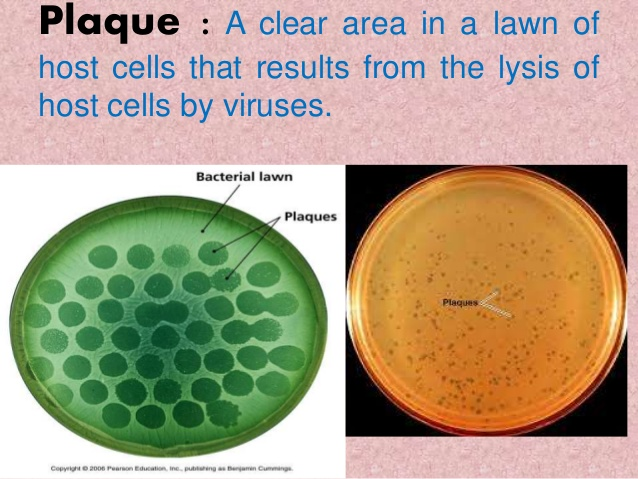 Plaque : A clear area in a lawn of
host cells that results from the lysis of
host cells by viruses.
Bacterial lawn
Plaques
Plaques
Copyright © 2006 Pearson Education, Inc., publishing as Benjamin Cummings.